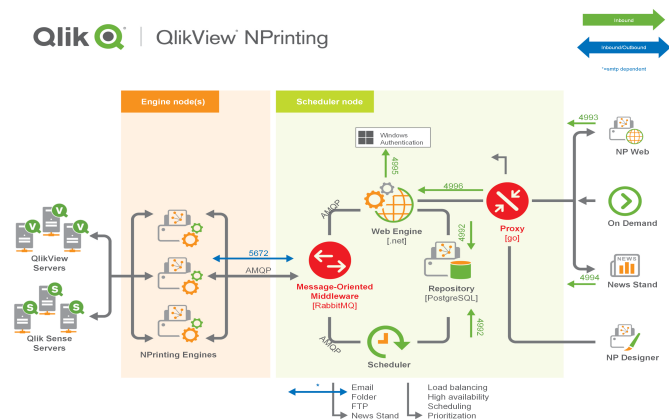 Qlik Q QlikView® NPrinting
Inbound
Inbound/Outbound
*=smtp dependent
Engine node(s)
Scheduler node
Windows
Authentication
4993
NP Web
4995
4996
AMQP
Web Engine
[.net]
Proxy
[go]
On Demand
V
V
V
QlikView
Servers
5672
AMQP
4992
NEWS
4994
News Stand
Message-Oriented
Middleware
[RabbitMQ]
Repository
[PostgreSQL]
S
S
S
Qlik Sense
Servers
NPrinting Engines
AMQP
4992
Scheduler
NP Designer
*
Email
Folder
FTP
News Stand
Load balancing
High availability
Scheduling
Prioritization